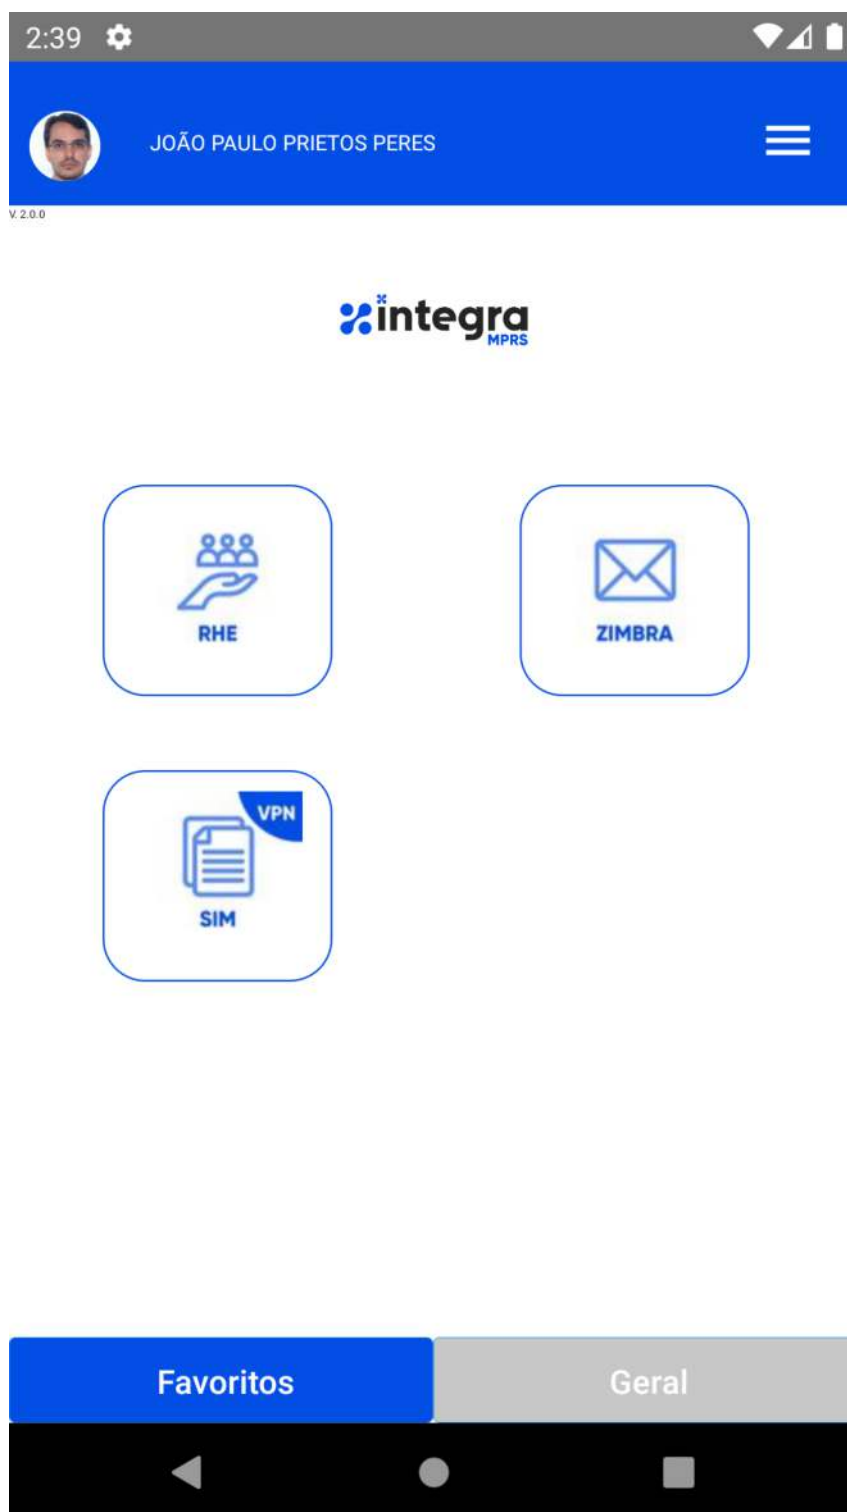 2:39
JOÃO PAULO PRIETOS PERES
V. 2.0.0
integra
MPRS
RHE
ZIMBRA
VPN
SIM
Favoritos
Geral